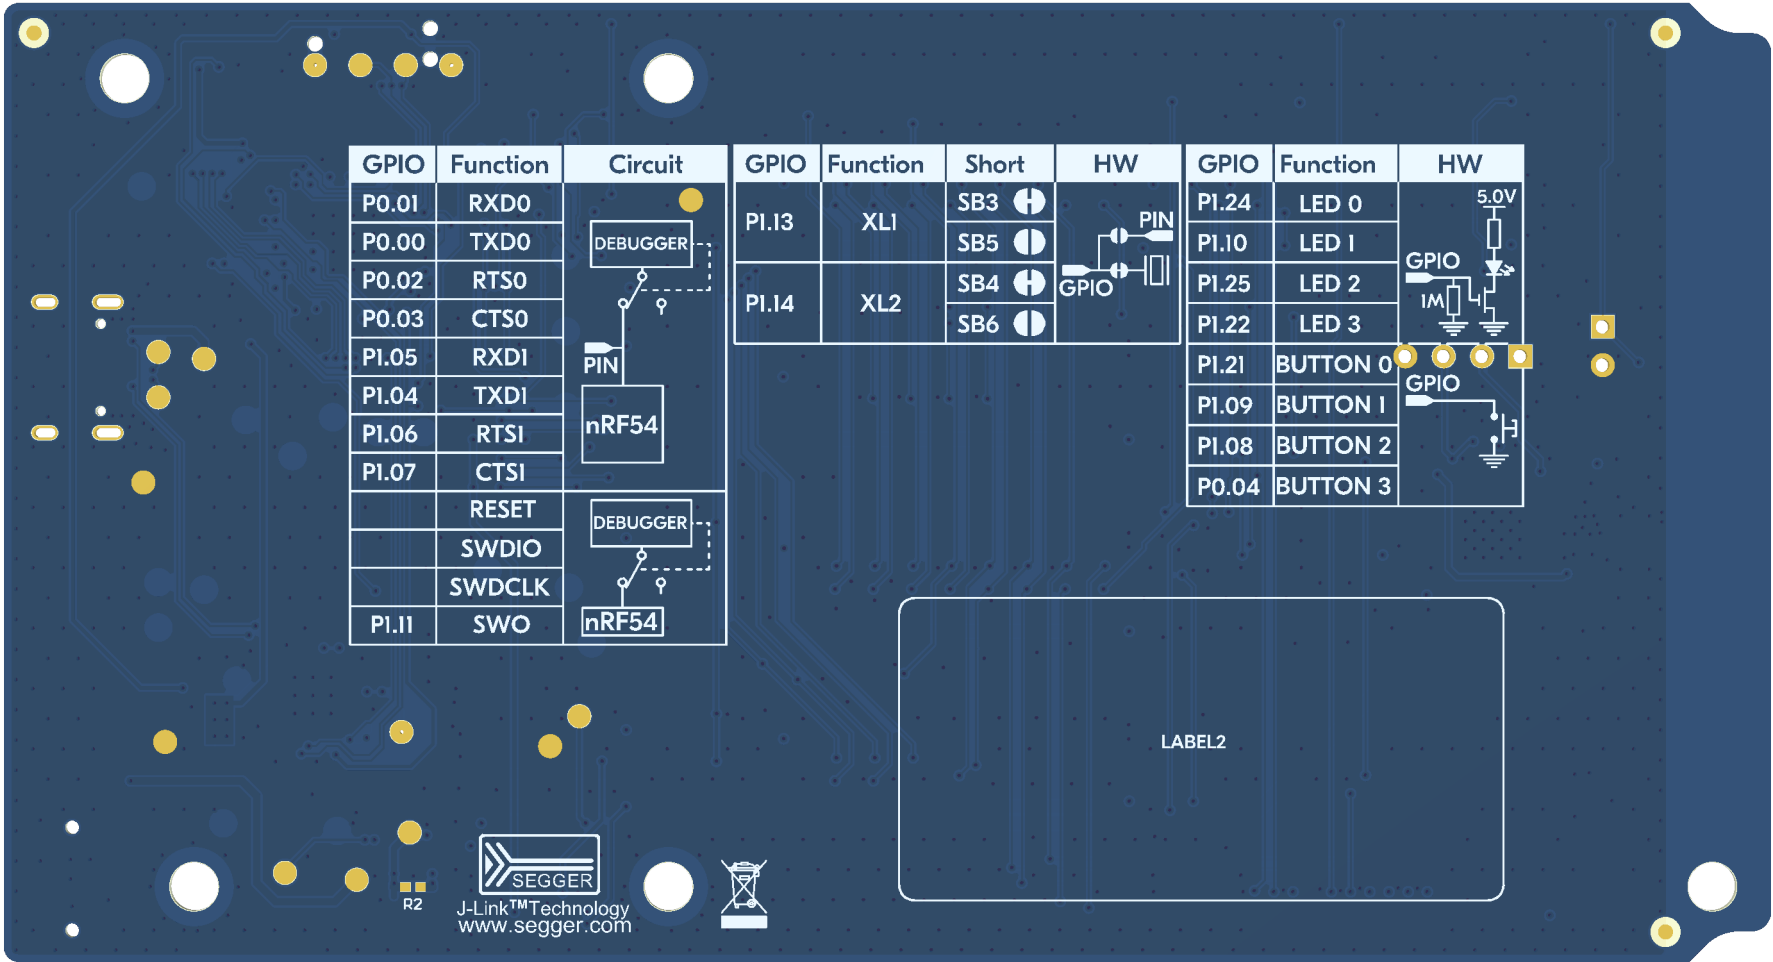 GPIO Function Circuit
P0.01 RXD0
P0.00 TXD0
P0.02 RTS0
P0.03 CTS0
P1.05 RXD1
P1.04 TXD1
P1.06 RTS1
P1.07 CTS1
RESET
SWDIO
SWDCLK
P1.11 SWO
DEBUGGER
PIN
nRF54
DEBUGGER
nRF54
GPIO Function Short HW
P1.13 XL1 SB3
SB5
P1.14 XL2 SB4
SB6
PIN
GPIO
GPIO Function HW
P1.24 LED 0
P1.10 LED 1
P1.25 LED 2
P1.22 LED 3
P1.21 BUTTON 0
P1.09 BUTTON 1
P1.08 BUTTON 2
P0.04 BUTTON 3
5.0V
GPIO
1M
GPIO
LABEL2
R2
SEGGER
J-Link™Technology
www.segger.com